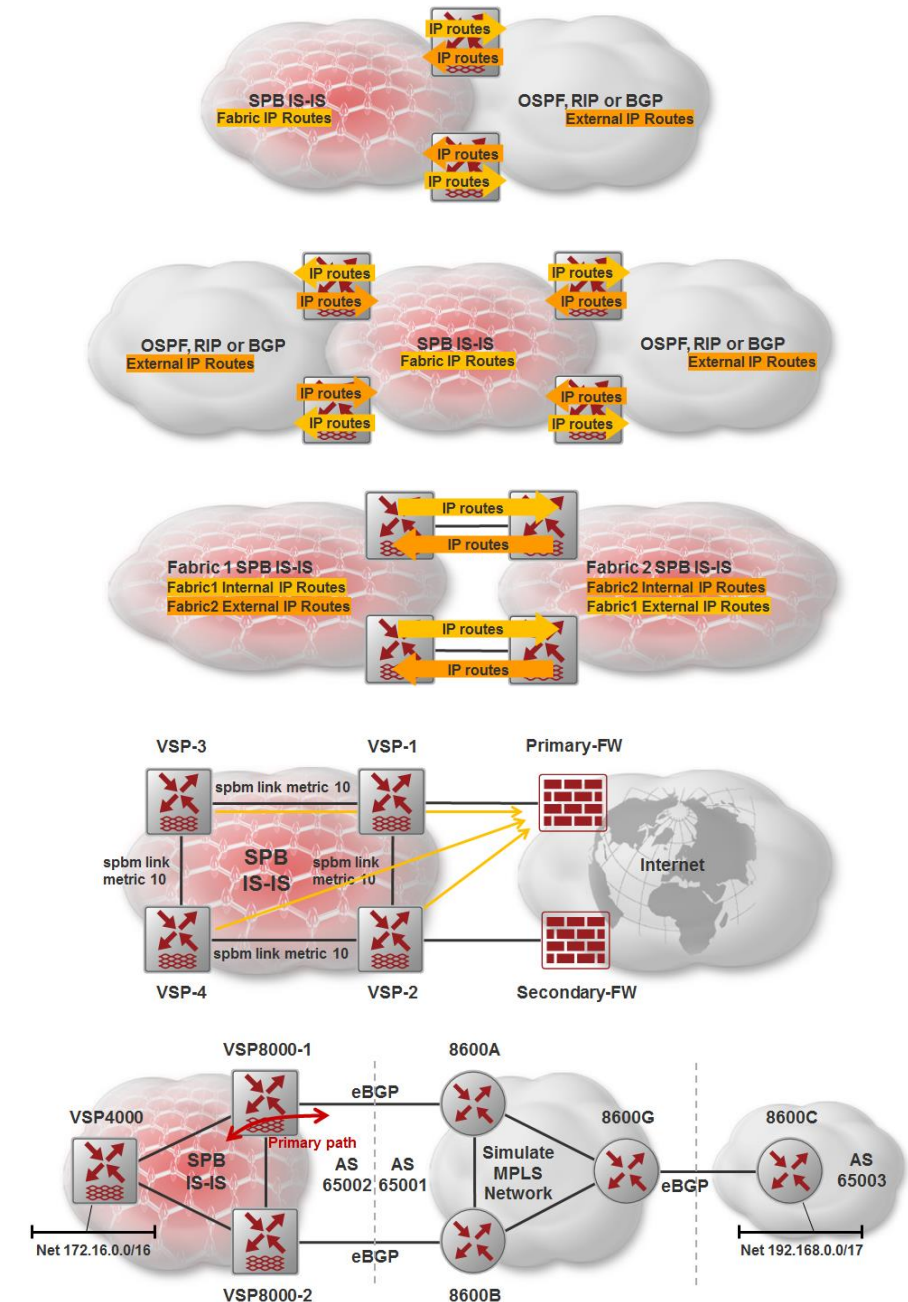 IP routes
IP routes
SPB IS-IS
Fabric IP Routes
OSPF, RIP or BGP
External IP Routes
IP routes
IP routes
IP routes
IP routes
IP routes
IP routes
OSPF, RIP or BGP
External IP Routes
SPB IS-IS
Fabric IP Routes
OSPF, RIP or BGP
External IP Routes
IP routes
IP routes
IP routes
IP routes
IP routes
IP routes
Fabric 1 SPB IS-IS
Fabric1 Internal IP Routes
Fabric2 External IP Routes
Fabric 2 SPB IS-IS
Fabric2 Internal IP Routes
Fabric1 External IP Routes
IP routes
IP routes
VSP-3
VSP-1
Primary-FW
spbm link metric 10
spbm link
metric 10
SPB
IS-IS
spbm link
metric 10
Internet
spbm link metric 10
VSP-4
VSP-2
Secondary-FW
VSP8000-1
8600A
eBGP
VSP4000
8600G
8600C
Primary path
SPB
IS-IS
AS
65002
AS
65001
Simulate
MPLS
Network
eBGP
AS
65003
Net 172.16.0.0/16
eBGP
Net 192.168.0.0/17
VSP8000-2
8600B